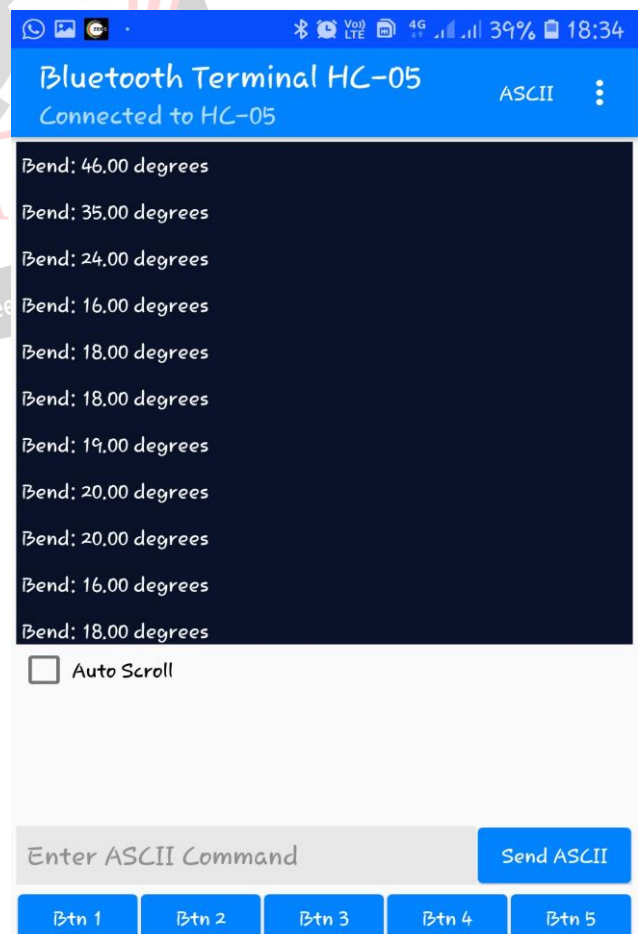 39% 18:34
Bluetooth Terminal HC-05
Connected to HC-05
ASCII
Bend: 46.00 degrees
Bend: 35.00 degrees
Bend: 24.00 degrees
Bend: 16.00 degrees
Bend: 18.00 degrees
Bend: 18.00 degrees
Bend: 19.00 degrees
Bend: 20.00 degrees
Bend: 20.00 degrees
Bend: 16.00 degrees
Bend: 18.00 degrees
Auto Scroll
Enter ASCII Command
Send ASCII
Btn 1 Btn 2 Btn 3 Btn 4 Btn 5